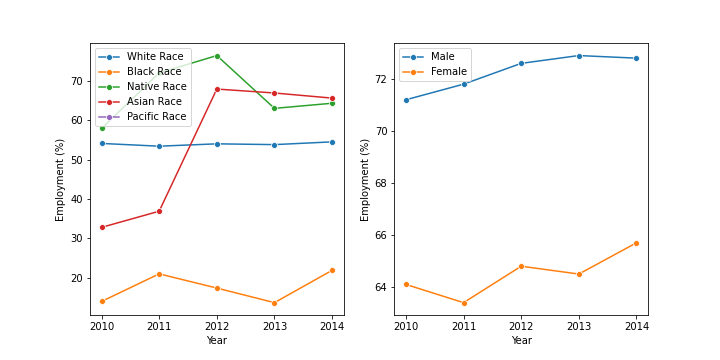 White Race
Black Race
Native Race
Asian Race
Pacific Race
70
60
50
40
30
20
Employment (%)
2010 2011 2012 2013 2014
Year
Male
Female
72
70
68
66
64
Employment (%)
2010 2011 2012 2013 2014
Year